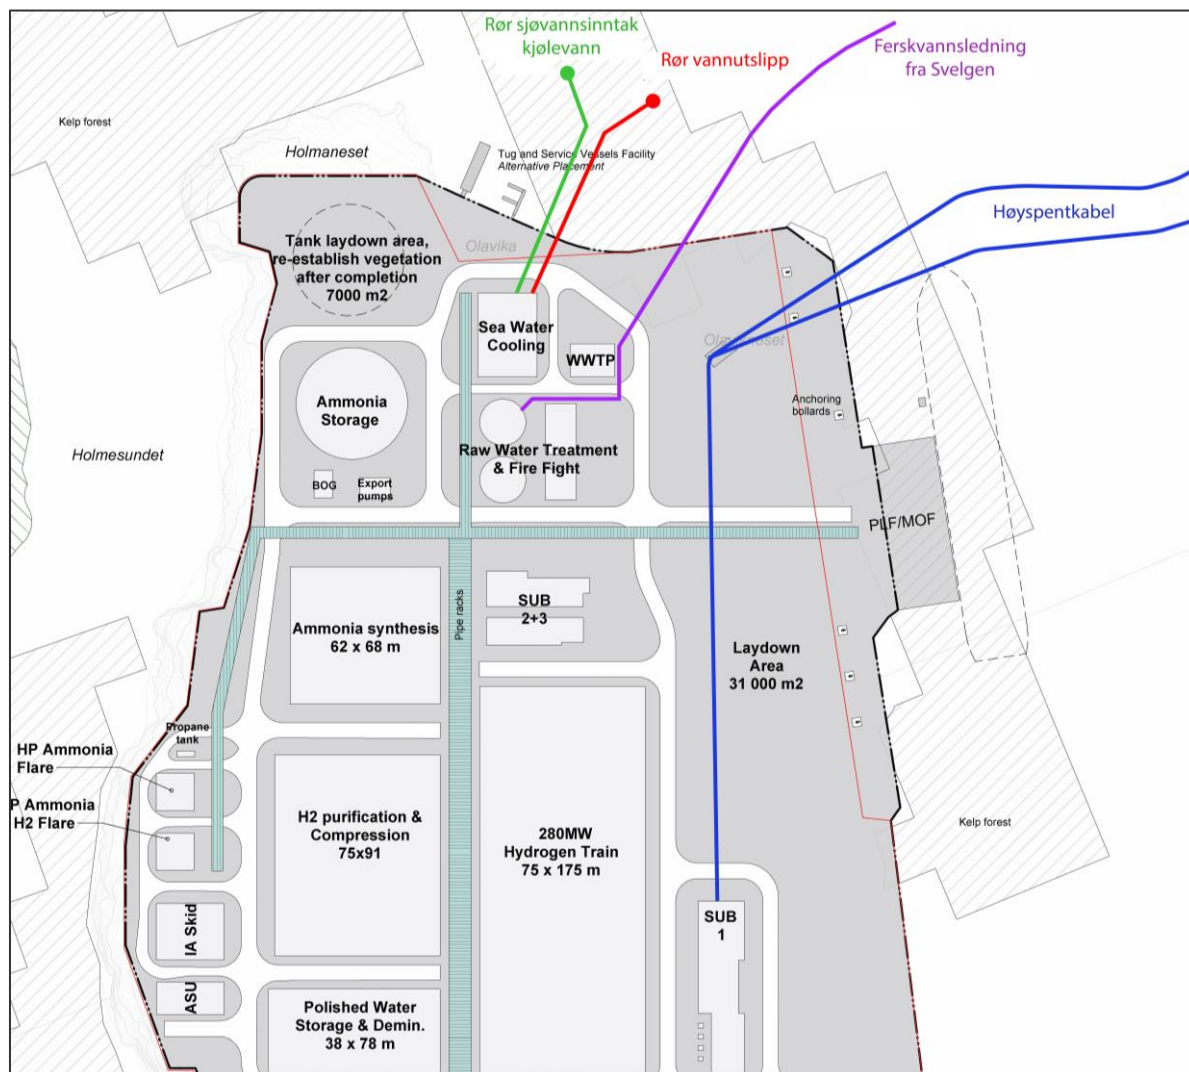 Rør sjøvannsinntak
kjølevann
Rør vannutslipp
Ferskvannsledning
fra Svelgen
Kelp forest
Holmaneset
Tug and Service Vessels Facility
Alternative Placement
Høyspentkabel
Tank laydown area,
re-establish vegetation
after completion
7000 m2
Olavika
Sea Water
Cooling
WWTP
Ammonia
Storage
Anchoring
bollards
Holmesundet
Raw Water Treatment
& Fire Fight
BOG
Export
pumps
PLF/MOF
Pipe racks
SUB
2+3
Ammonia synthesis
62 x 68 m
Laydown
Area
31 000 m2
Propane
tank
HP Ammonia
Flare
P Ammonia
H2 Flare
H2 purification &
Compression
75x91
280MW
Hydrogen Train
75 x 175 m
Kelp forest
IA Skid
SUB
1
ASU
Polished Water
Storage & Demin.
38 x 78 m